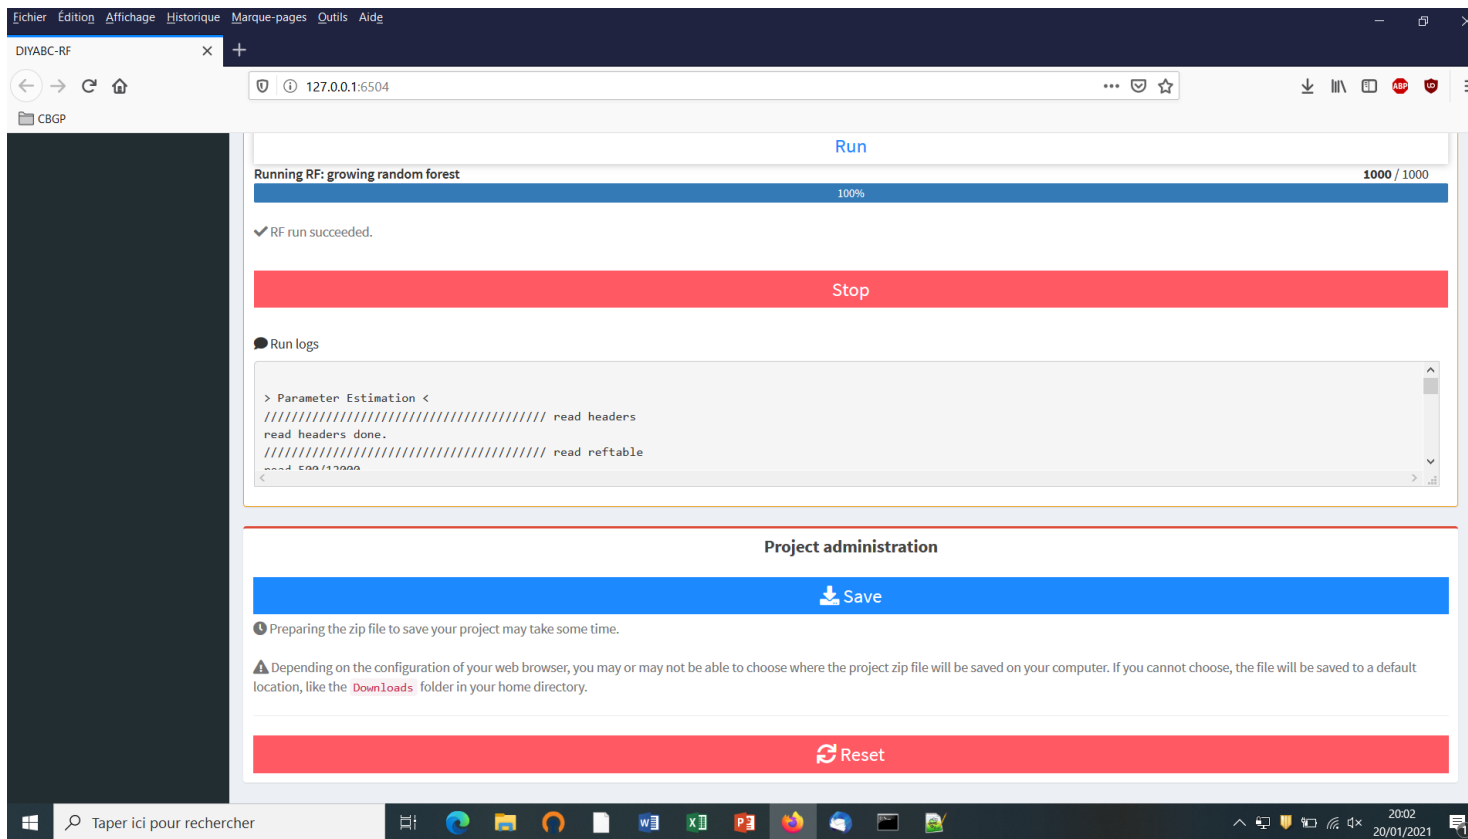 Fichier Édition Affichage Historique Marque-pages Outils Aide
DIYABC-RF
127.0.0.1:6504
ABP
CBGP
Run
Running RF: growing random forest 1000 / 1000
100%
RF run succeeded.
Stop
Run logs
> Parameter Estimation <
///////////////////////////////////////// read headers
read headers done.
///////////////////////////////////////// read reftable
read 500/12000
Project administration
Save
Preparing the zip file to save your project may take some time.
Depending on the configuration of your web browser, you may or may not be able to choose where the project zip file will be saved on your computer. If you cannot choose, the file will be saved to a default
location, like the Downloads folder in your home directory.
Reset
Taper ici pour rechercher
20:02
20/01/2021